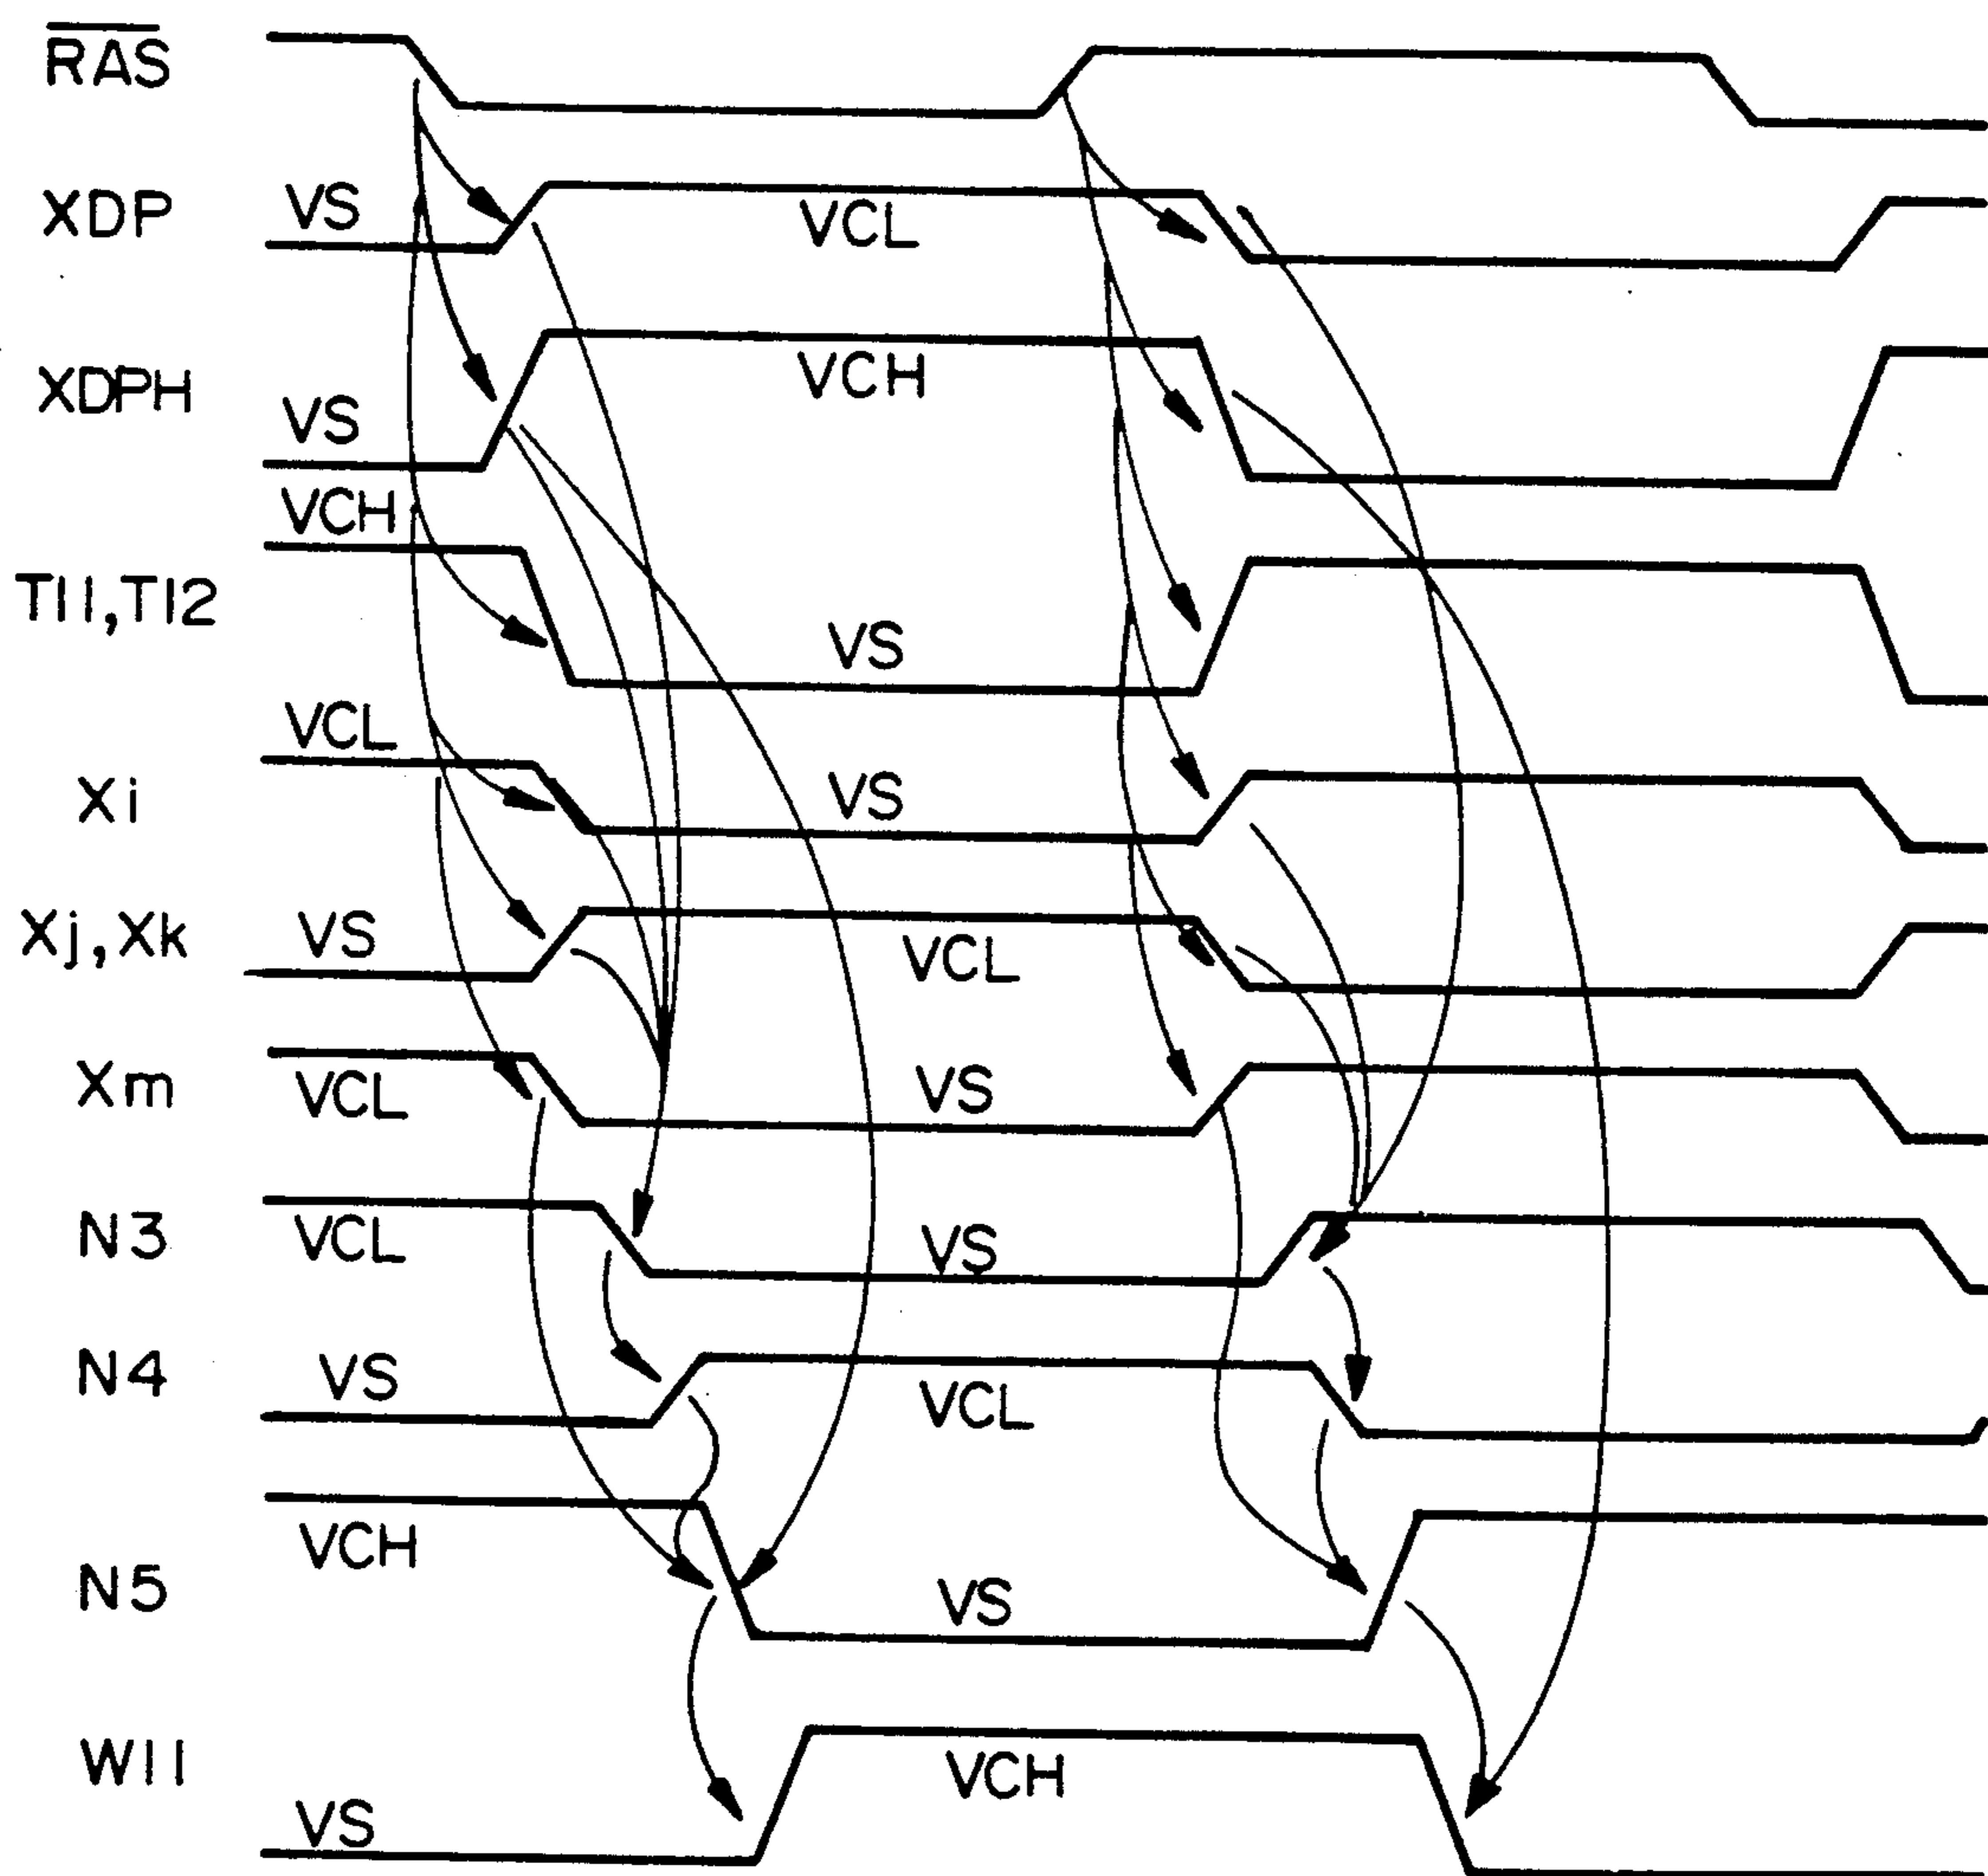 RAS
XDP VS VCL
XDPH VS VCH
T11,T12 VCH VS
Xi VCL VS
Xj,Xk VS VCL
Xm VCL VS
N3 VCL VS
N4 VS VCL
N5 VCH VS
W11 VS VCH